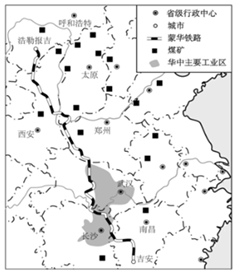 呼和浩特
浩勒报吉
太原
西安
郑州
武汉
长沙
南昌
吉安
省级行政中心
城市
蒙华铁路
煤矿
华中主要工业区